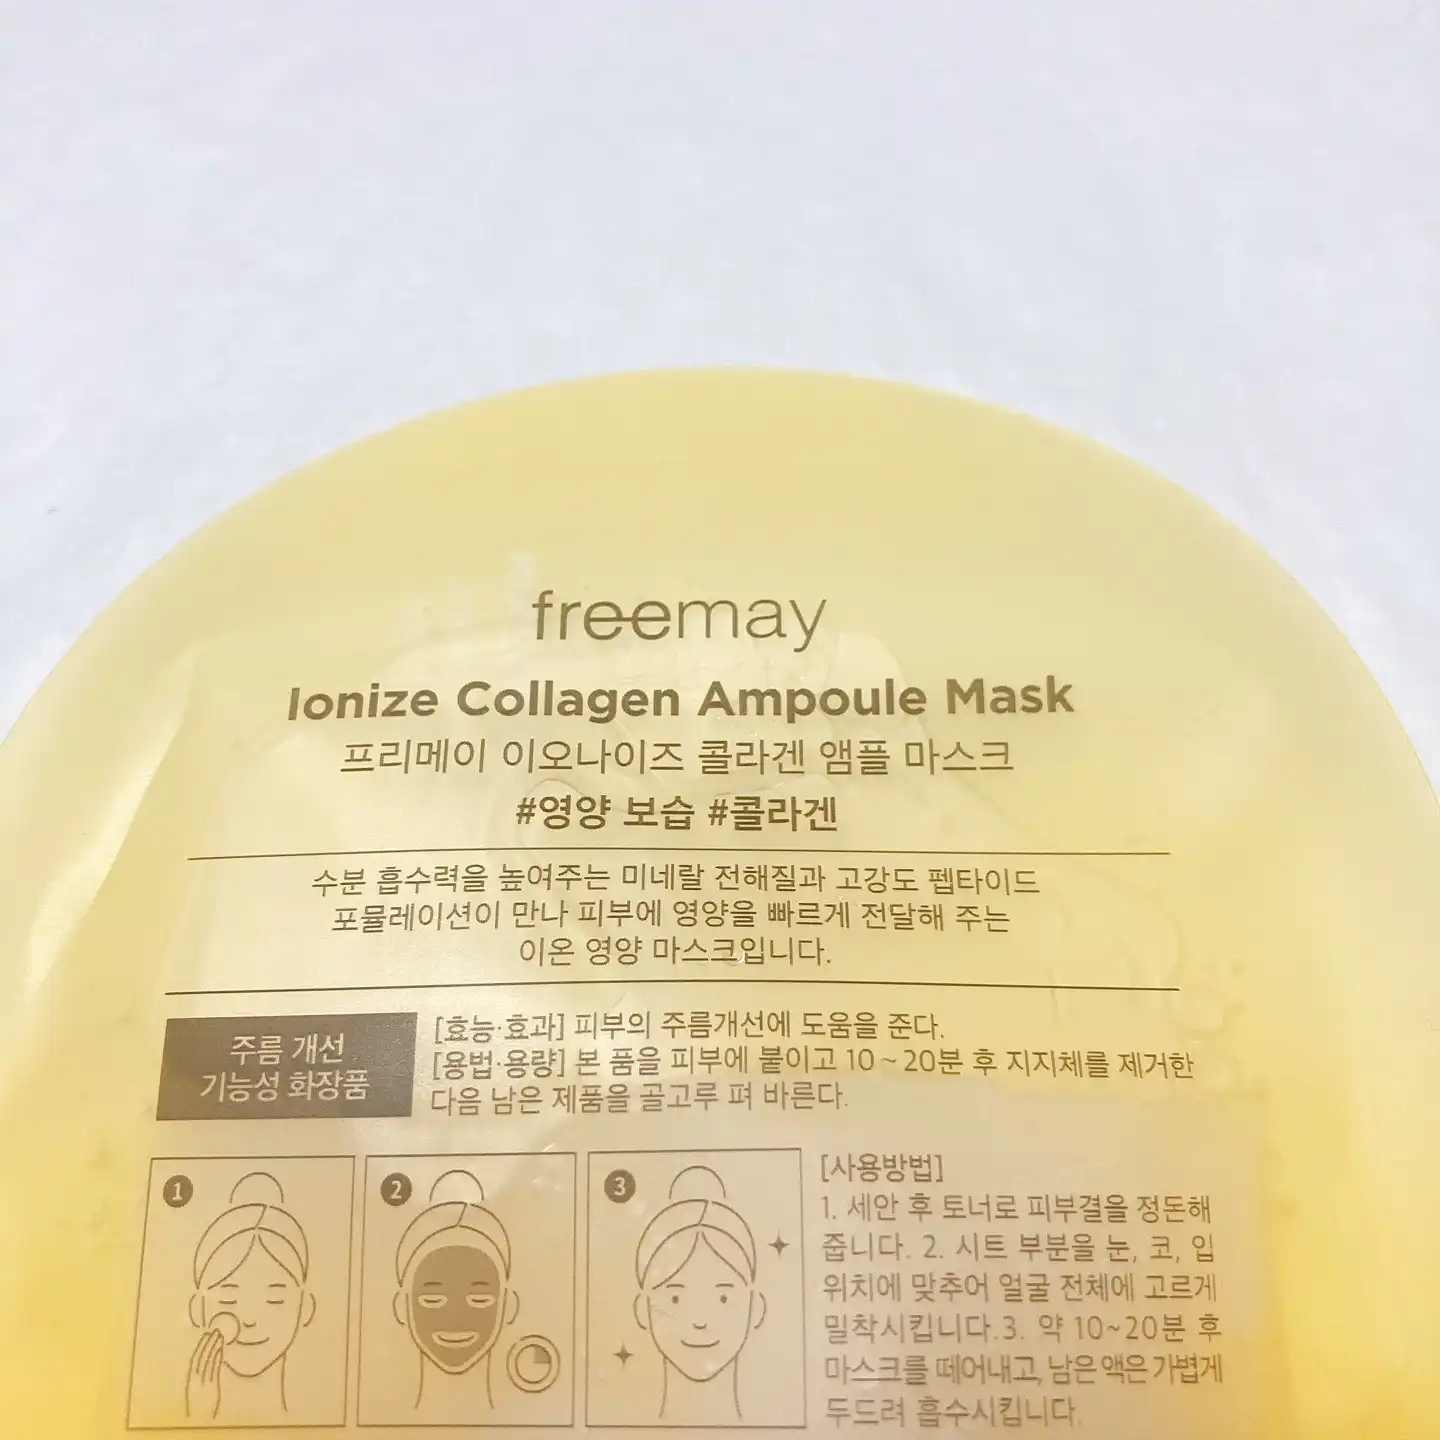 freemay
Ionize Collagen Ampoule Mask
프리메이 이오나이즈 콜라겐 앰플 마스크
#영양 보습 #콜라겐
수분 흡수력을 높여주는 미네랄 전해질과 고강도 펩타이드
포뮬레이션이 만나 피부에 영양을 빠르게 전달해 주는
이온 영양 마스크입니다.
주름 개선
기능성 화장품
[효능·효과] 피부의 주름개선에 도움을 준다.
[용법·용량] 본 품을 피부에 붙이고 10~20분 후 지지체를 제거한
다음 남은 제품을 골고루 펴 바른다.
1
2
3
[사용방법]
1. 세안 후 토너로 피부결을 정돈해
줍니다. 2. 시트 부분을 눈, 코, 입
위치에 맞추어 얼굴 전체에 고르게
밀착시킵니다.3. 약 10~20분 후
마스크를 떼어내고, 남은 액은 가볍게
두드려 흡수시킵니다.